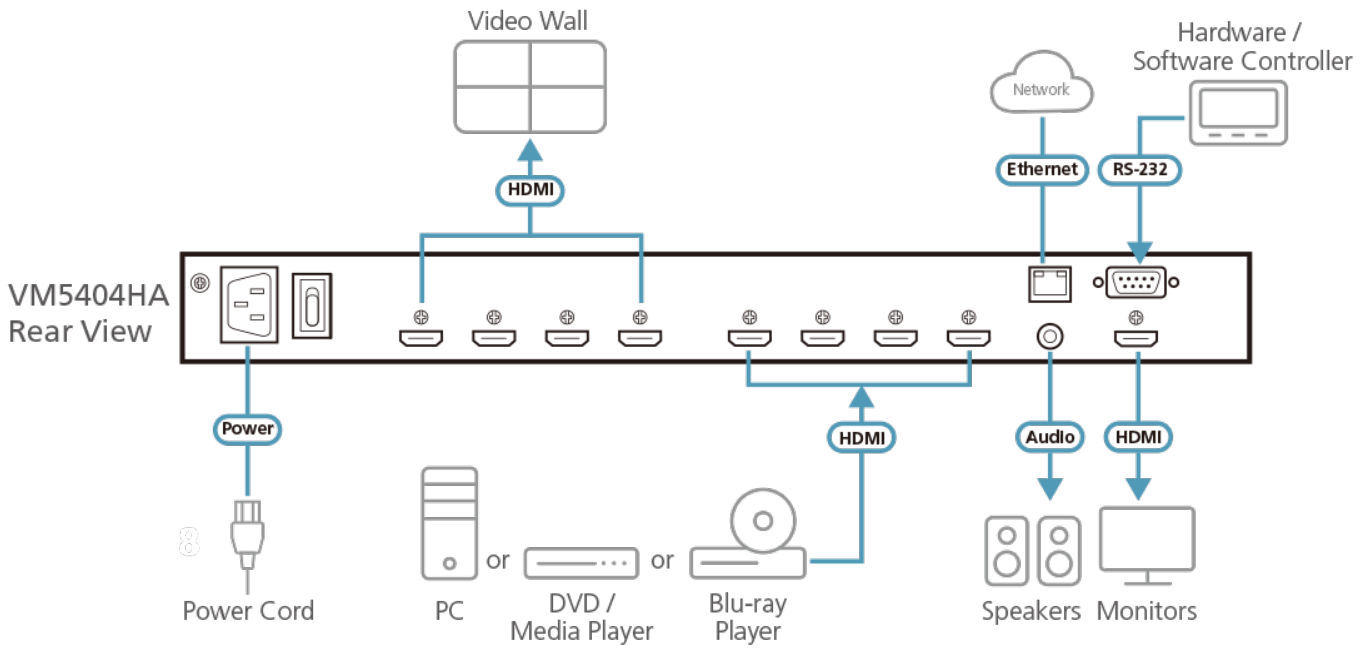 Video Wall
Hardware /
Software Controller
Network
HDMI
Ethernet
RS-232
VM5404HA
Rear View
Power
HDMI
Audio
HDMI
8
or
or
Power Cord
PC
DVD /
Media Player
Blu-ray
Player
Speakers
Monitors